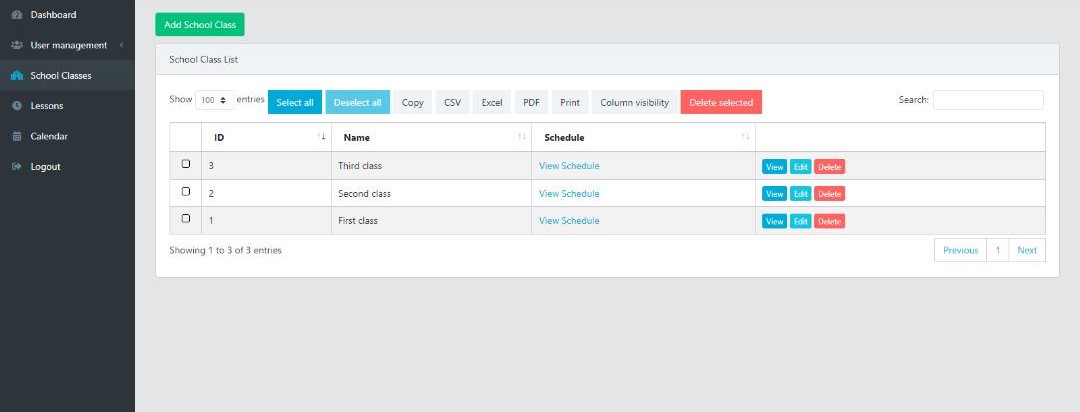 Dashboard
User management
School Classes
Lessons
Calendar
Logout
Add School Class
School Class List
Show 100 entries Select all Deselect all Copy CSV Excel PDF Print Column visibility Delete selected Search:
ID Name Schedule
3 Third class View Schedule View Edit Delete
2 Second class View Schedule View Edit Delete
1 First class View Schedule View Edit Delete
Showing 1 to 3 of 3 entries Previous 1 Next